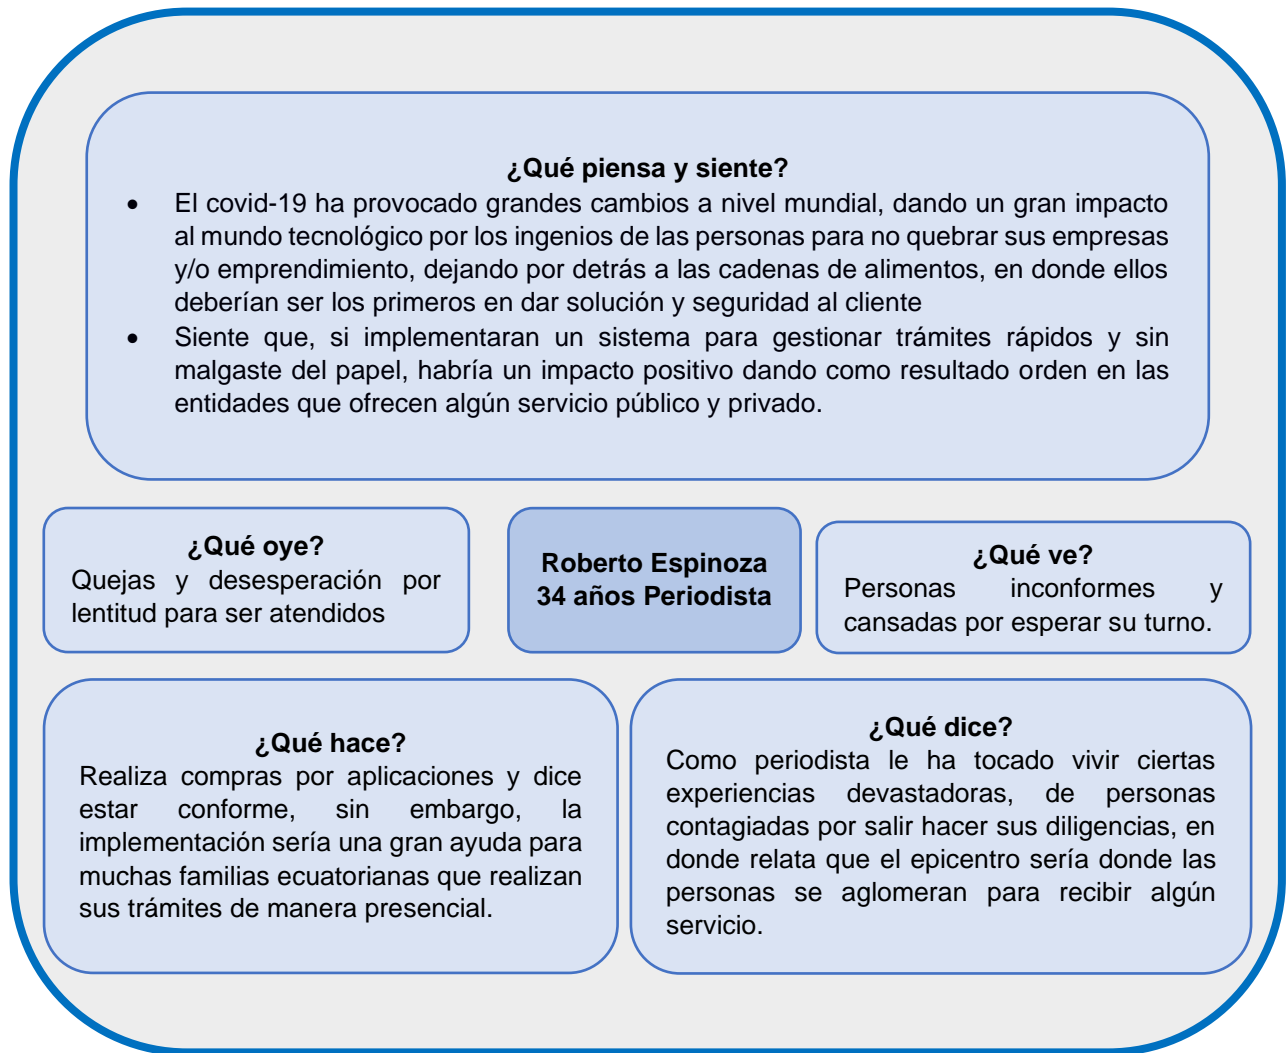 ¿Qué piensa y siente?
• El covid-19 ha provocado grandes cambios a nivel mundial, dando un gran impacto
al mundo tecnológico por los ingenios de las personas para no quebrar sus empresas
y/o emprendimiento, dejando por detrás a las cadenas de alimentos, en donde ellos
deberían ser los primeros en dar solución y seguridad al cliente
• Siente que, si implementaran un sistema para gestionar trámites rápidos y sin
malgaste del papel, habría un impacto positivo dando como resultado orden en las
entidades que ofrecen algún servicio público y privado.
¿Qué oye?
Quejas y desesperación por
lentitud para ser atendidos
Roberto Espinoza
34 años Periodista
¿Qué ve?
Personas inconformes y
cansadas por esperar su turno.
¿Qué hace?
Realiza compras por aplicaciones y dice
estar conforme, sin embargo, la
implementación sería una gran ayuda para
muchas familias ecuatorianas que realizan
sus trámites de manera presencial.
¿Qué dice?
Como periodista le ha tocado vivir ciertas
experiencias devastadoras, de personas
contagiadas por salir hacer sus diligencias, en
donde relata que el epicentro sería donde las
personas se aglomeran para recibir algún
servicio.